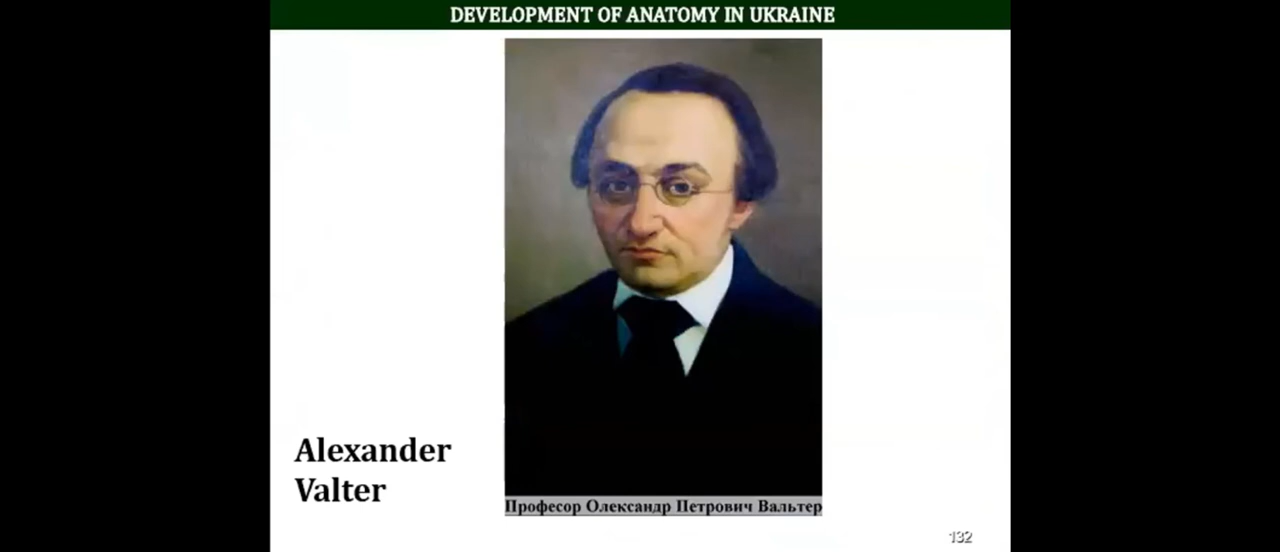 DEVELOPMENT OF ANATOMY IN UKRAINE
Alexander
Valter
Професор Олександр Петрович Вальтер
132